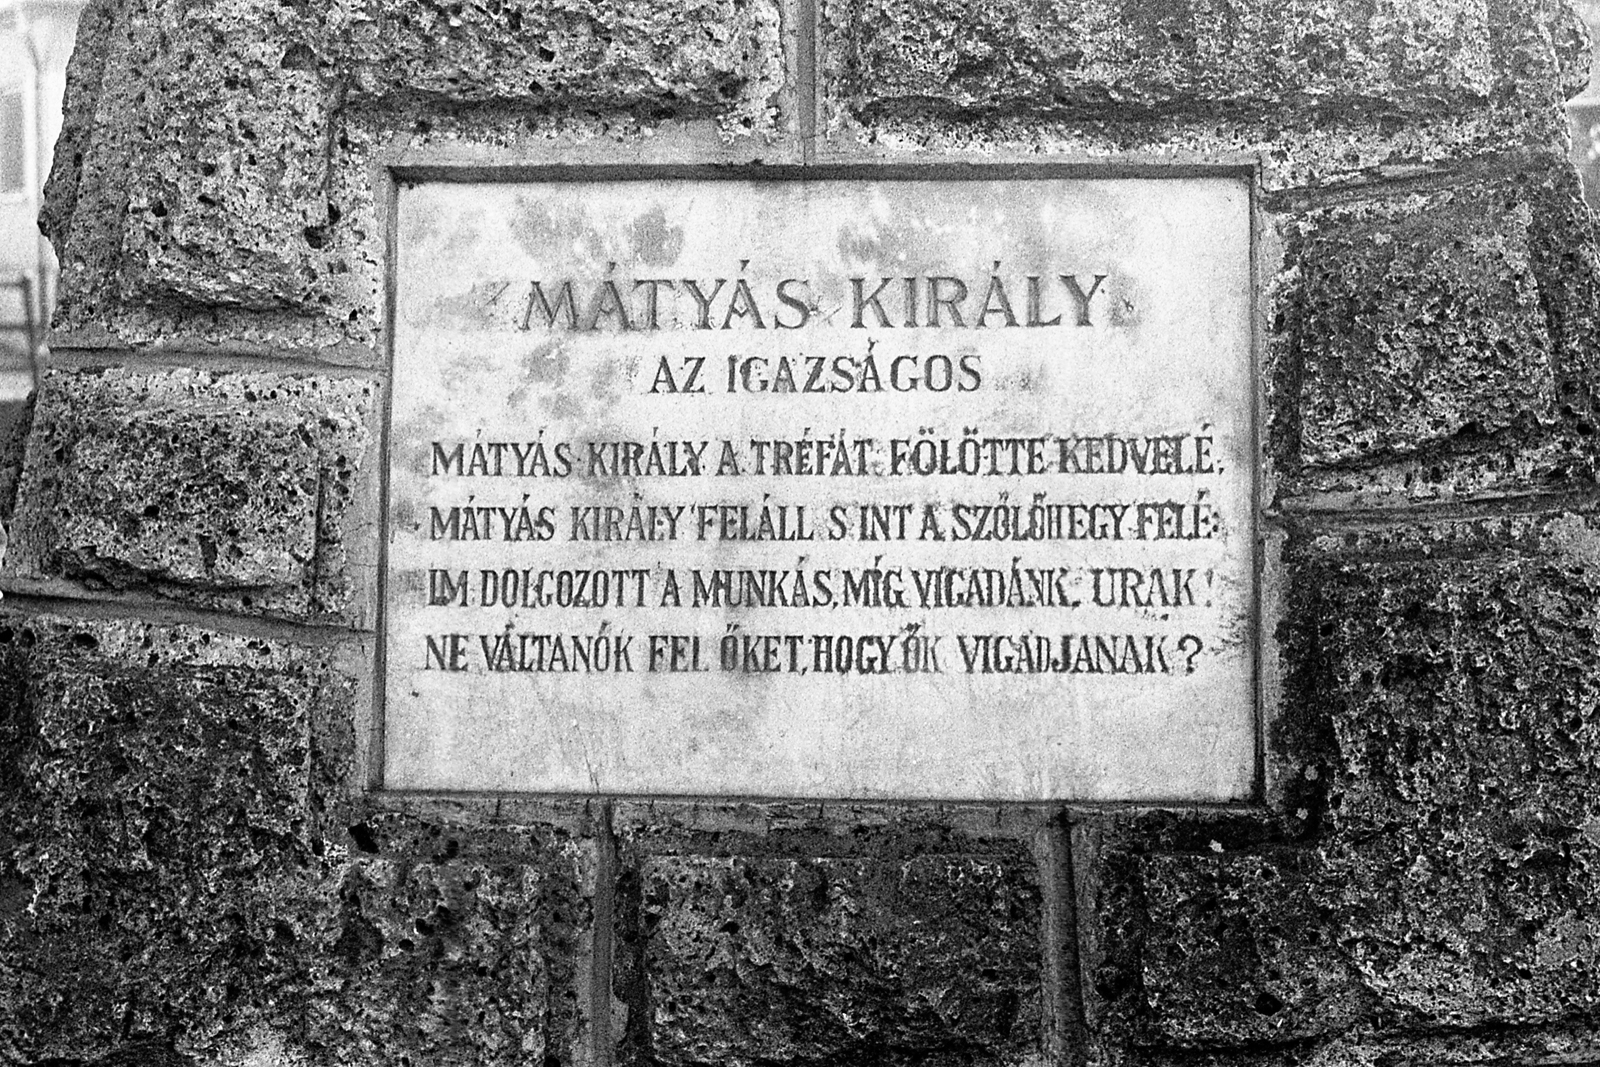 MÁTYÁS KIRÁLY
AZ IGAZSÁGOS
MÁTYÁS KIRÁLY A TRÉFÁT FÖLÖTTE KEDVELÉ,
MÁTYÁS KIRÁLY FELÁLL S INT A SZŐLŐHEGY FELÉ:
IM DOLGOZOTT A MUNKÁS, MÍG VIGADÁNK, URAK!
NE VÁLTANÓK FEL ŐKET, HOGY ŐK VIGADJANAK?